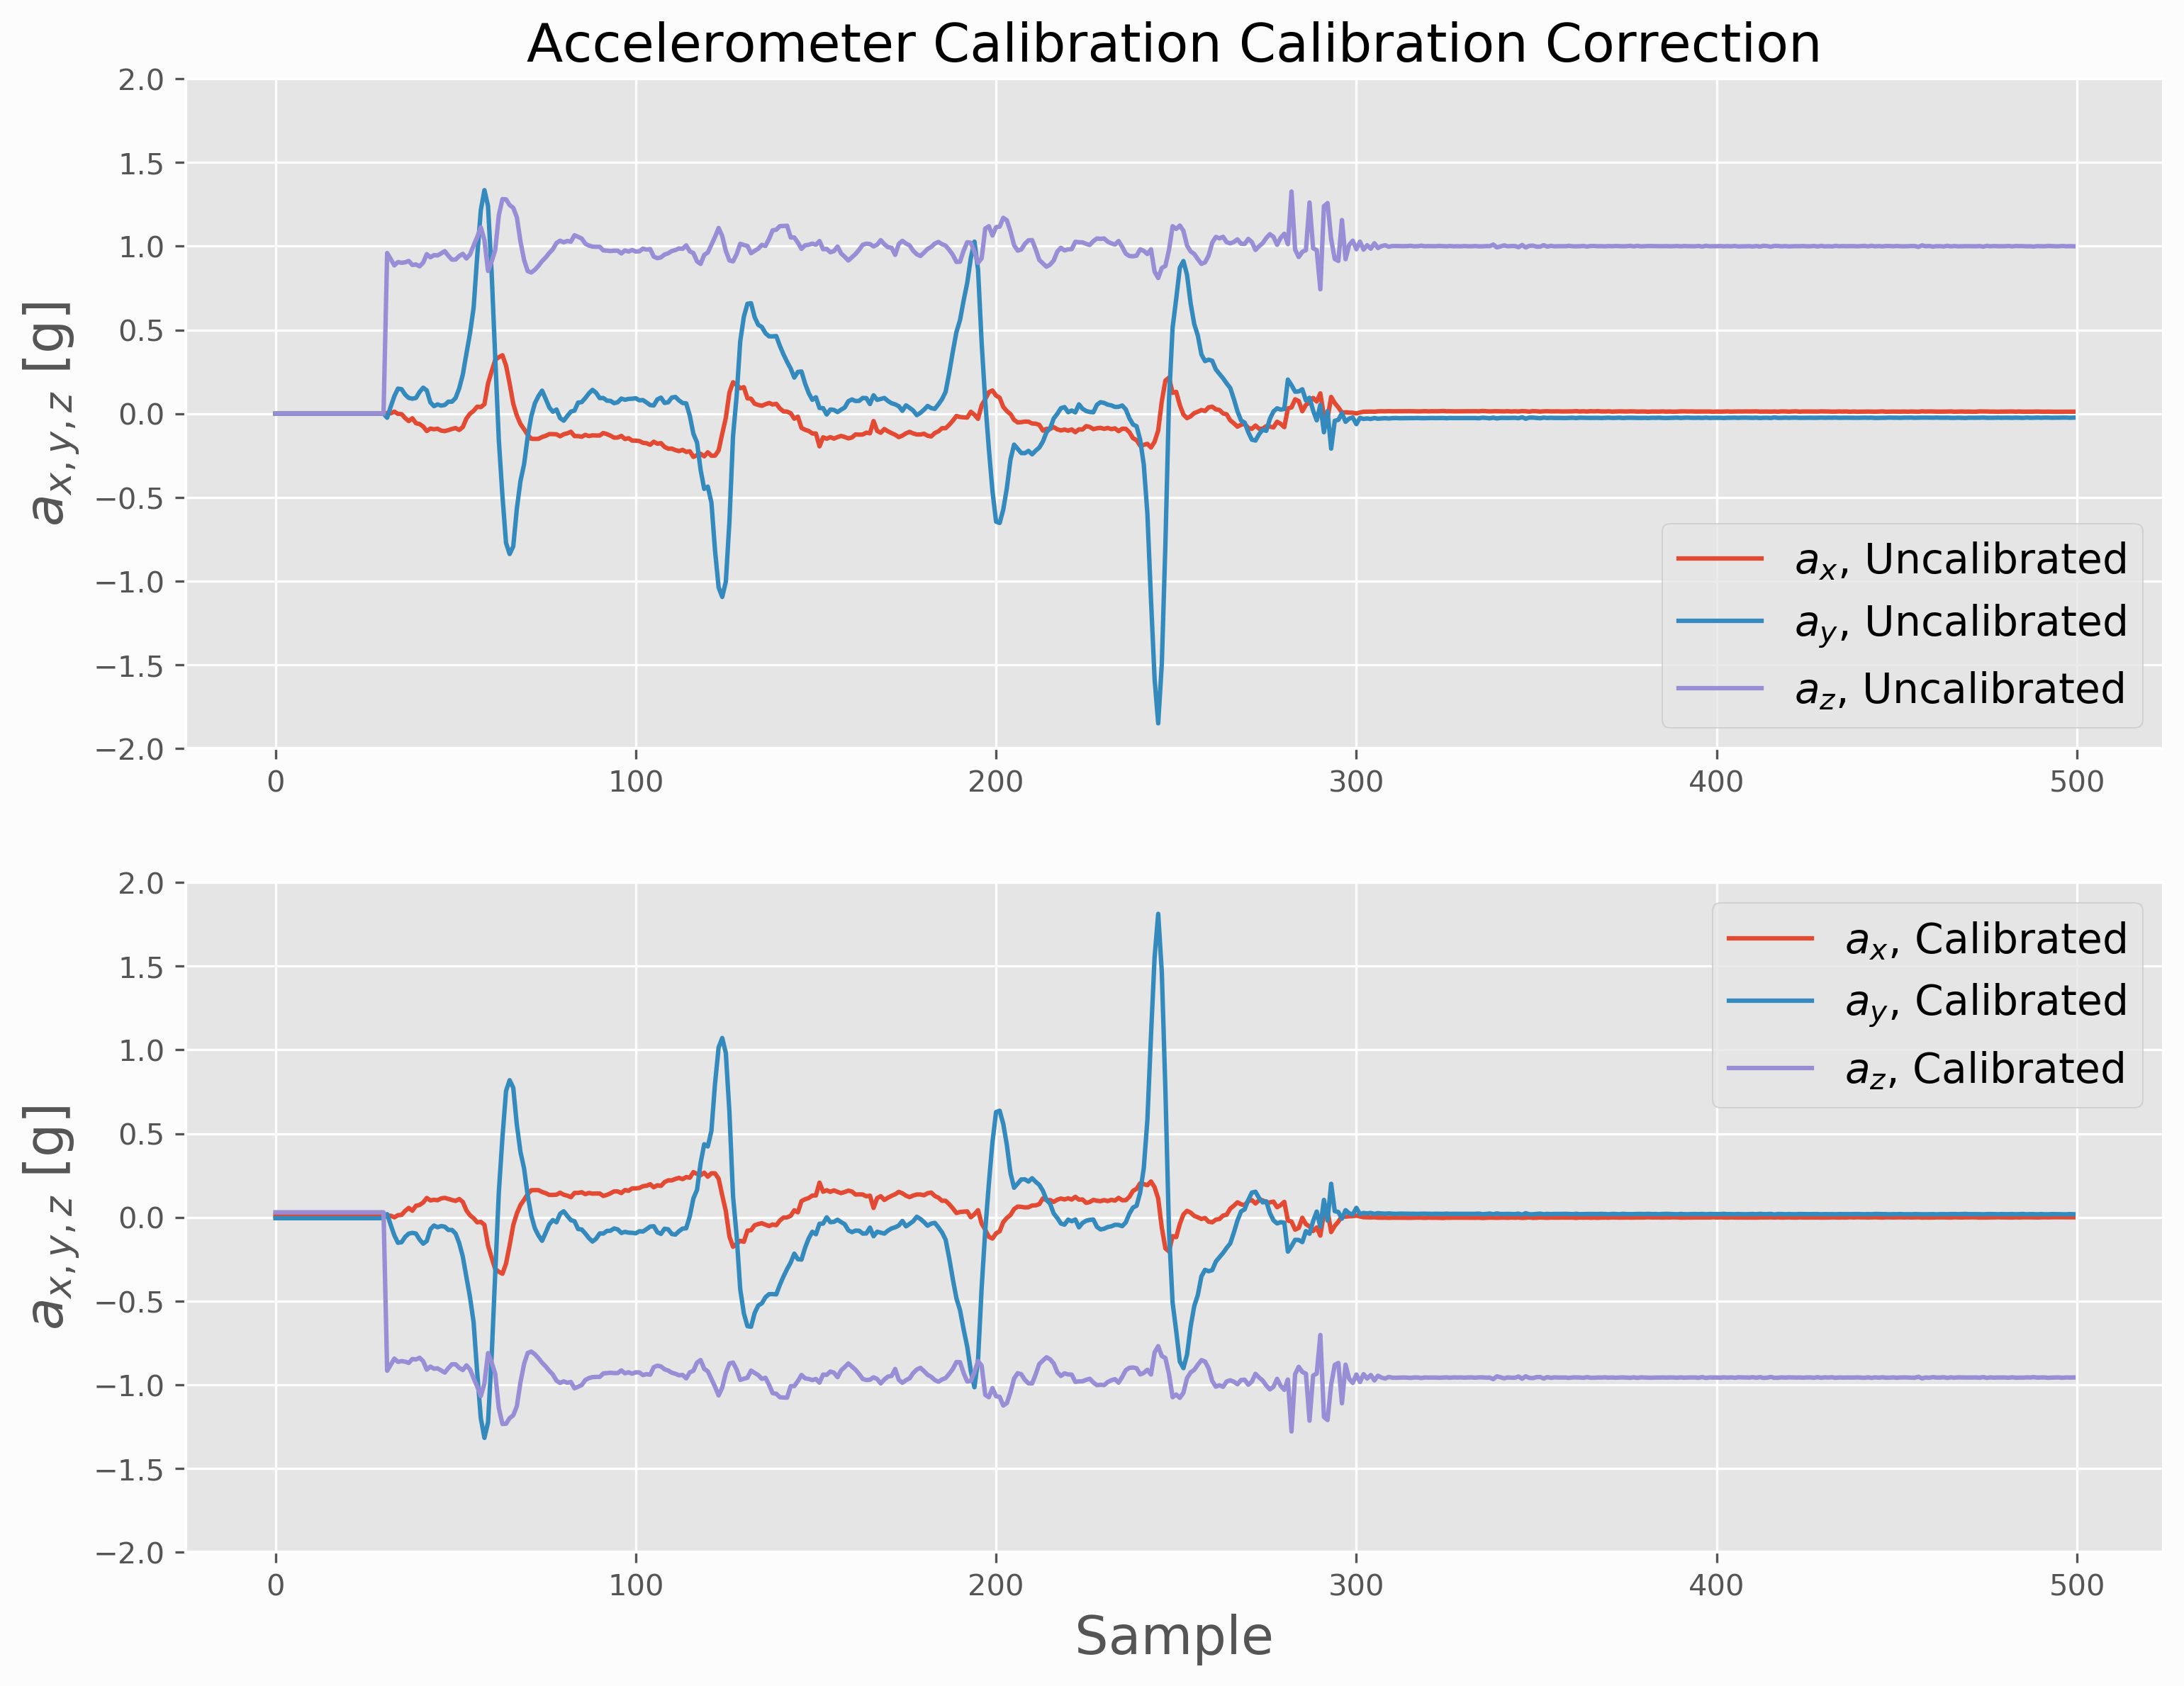 Accelerometer Calibration Calibration Correction
2.0
1.5
1.0
0.5
0.0
−0.5
−1.0
−1.5
−2.0
a_{x,y,z} [g]
a_x, Uncalibrated
a_y, Uncalibrated
a_z, Uncalibrated
0 100 200 300 400 500
2.0
1.5
1.0
0.5
0.0
−0.5
−1.0
−1.5
−2.0
a_{x,y,z} [g]
a_x, Calibrated
a_y, Calibrated
a_z, Calibrated
0 100 200 300 400 500
Sample